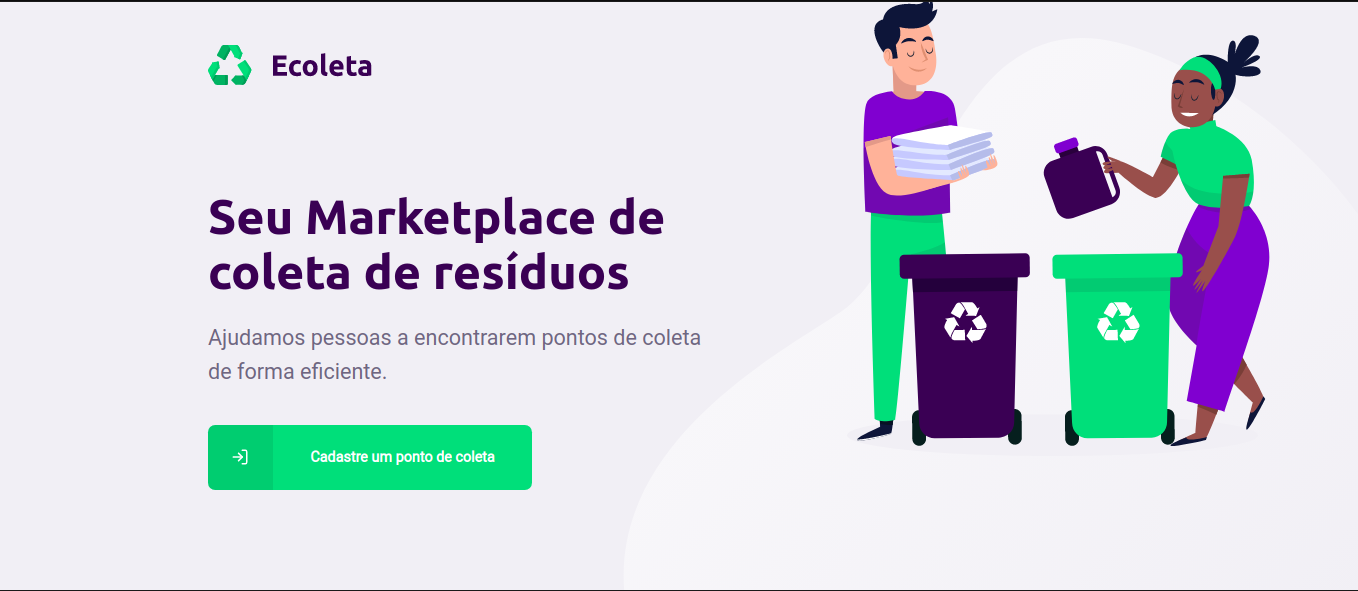 Ecoleta
Seu Marketplace de
coleta de resíduos
Ajudamos pessoas a encontrarem pontos de coleta
de forma eficiente.
Cadastre um ponto de coleta